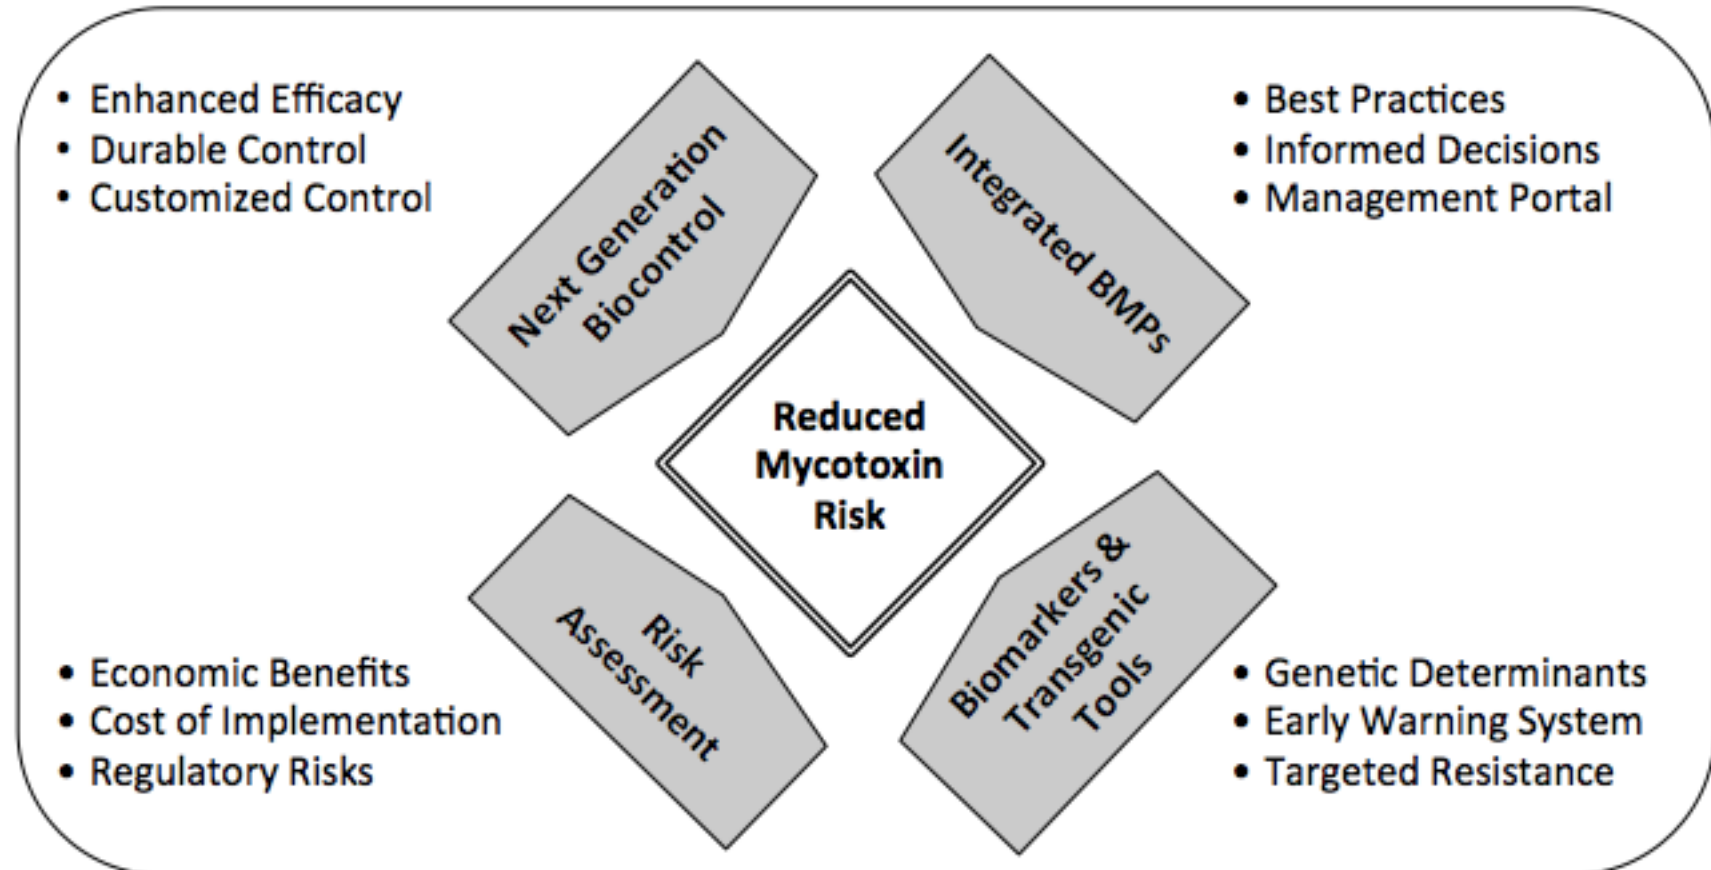 • Enhanced Efficacy
• Durable Control
• Customized Control
Next Generation
Biocontrol
Integrated BMPs
• Best Practices
• Informed Decisions
• Management Portal
Reduced
Mycotoxin
Risk
• Economic Benefits
• Cost of Implementation
• Regulatory Risks
Risk
Assessment
Biomarkers &
Transgenic
Tools
• Genetic Determinants
• Early Warning System
• Targeted Resistance